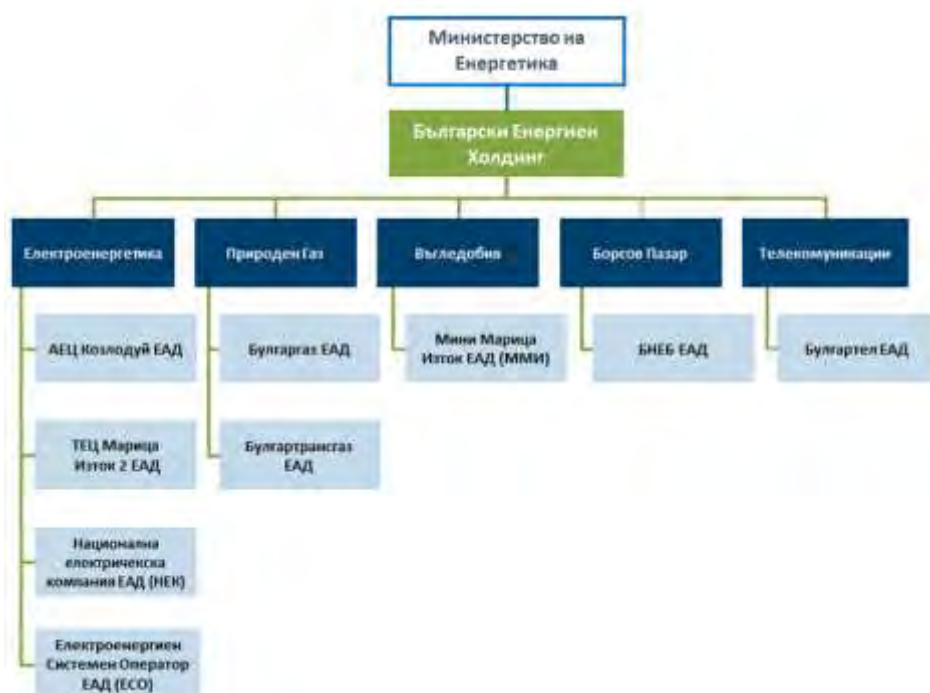 Министерство на
Енергетика
Български Енергиен
Холдинг
Електроенергетика
Природен Газ
Въгледобив
Борсов Пазар
Телекомуникации
АЕЦ Козлодуй ЕАД
Булгаргаз ЕАД
Мини Марица
Изток ЕАД (ММИ)
БНЕБ ЕАД
Булгартел ЕАД
ТЕЦ Марица
Изток 2 ЕАД
Булгартрансгаз
ЕАД
Национална
електричекска
компания ЕАД (НЕК)
Електроенергиен
Системен Оператор
ЕАД (ЕСО)